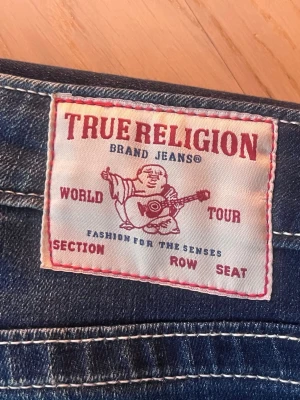 TRUE RELIGION
BRAND JEANS®
WORLD TOUR
FASHION FOR THE SENSES
SECTION ROW SEAT